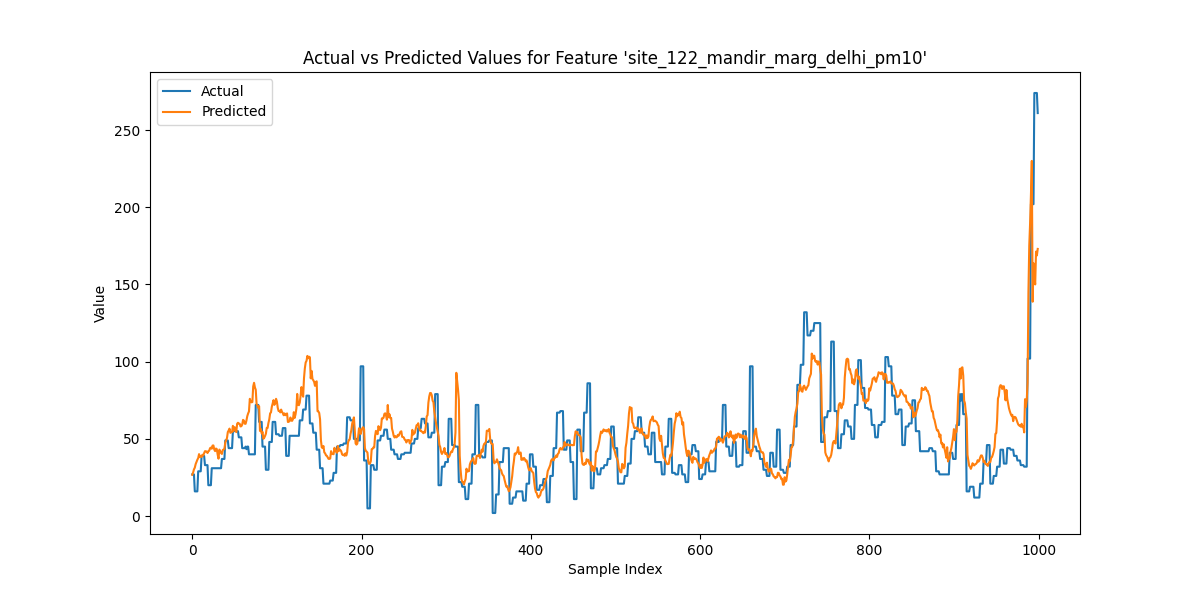 Actual vs Predicted Values for Feature 'site_122_mandir_marg_delhi_pm10'
Actual
Predicted
250
200
150
100
50
0
Value
0 200 400 600 800 1000
Sample Index